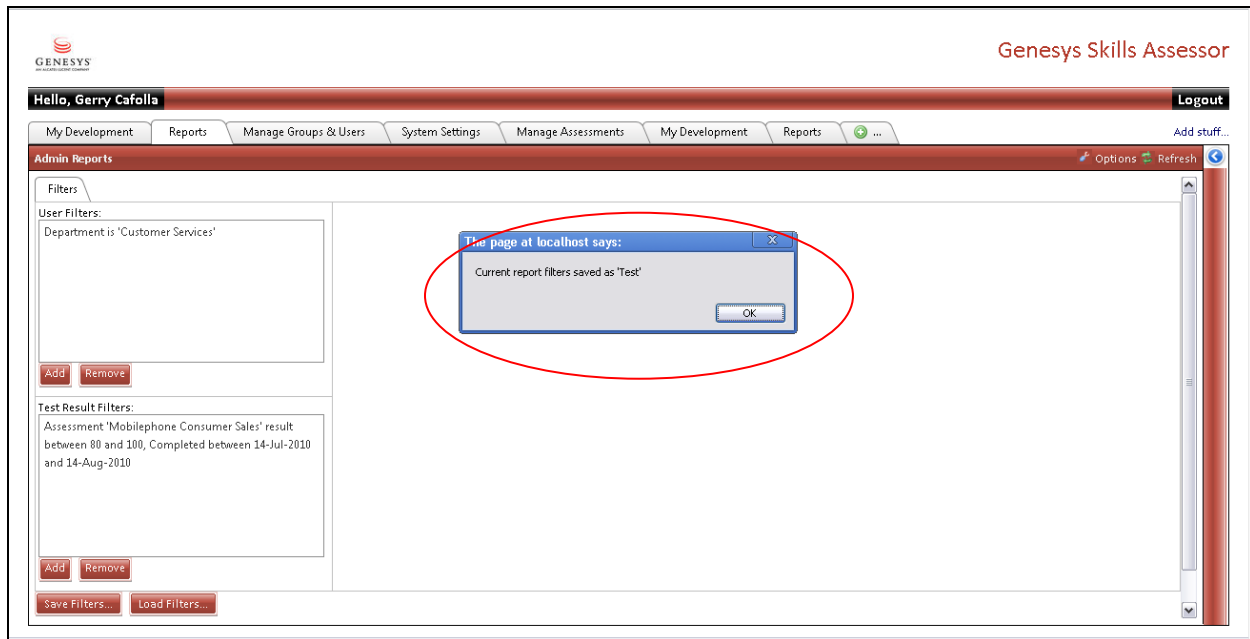 GENESYS
AN ALCATEL-LUCENT COMPANY
Genesys Skills Assessor
Hello, Gerry Cafolla
Logout
My Development
Reports
Manage Groups & Users
System Settings
Manage Assessments
My Development
Reports
...
Add stuff...
Admin Reports
Options
Refresh
Filters
User Filters:
Department is 'Customer Services'
The page at localhost says:
Current report filters saved as 'Test'
OK
Add
Remove
Test Result Filters:
Assessment 'Mobilephone Consumer Sales' result
between 80 and 100, Completed between 14-Jul-2010
and 14-Aug-2010
Add
Remove
Save Filters...
Load Filters...